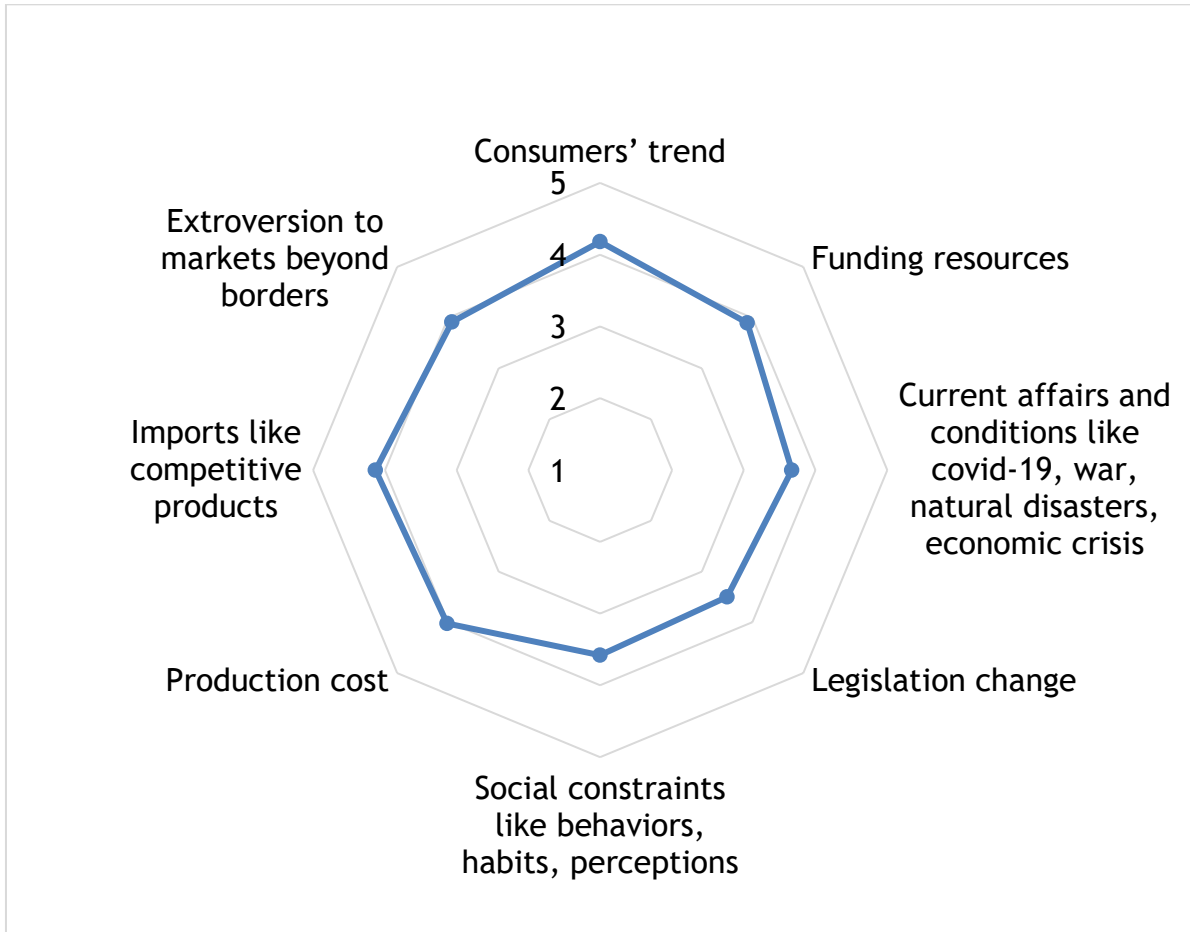 Consumers’ trend
5
Extroversion to
markets beyond
borders
4
Funding resources
3
2
Current affairs and
conditions like
covid-19, war,
natural disasters,
economic crisis
Imports like
competitive
products
1
Production cost
Legislation change
Social constraints
like behaviors,
habits, perceptions